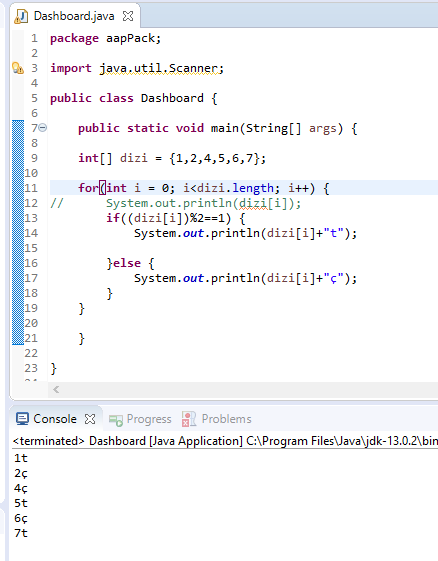 Dashboard.java
1 package aapPack;
2
3 import java.util.Scanner;
4
5 public class Dashboard {
6
7 public static void main(String[] args) {
8
9 int[] dizi = {1,2,4,5,6,7};
10
11 for(int i = 0; i<dizi.length; i++) {
12 // System.out.println(dizi[i]);
13 if((dizi[i])%2==1) {
14 System.out.println(dizi[i]+"t");
15
16 }else {
17 System.out.println(dizi[i]+"ç");
18 }
19 }
20
21 }
22
23 }
Console Progress Problems
<terminated> Dashboard [Java Application] C:\Program Files\Java\jdk-13.0.2\bin
1t
2ç
4ç
5t
6ç
7t